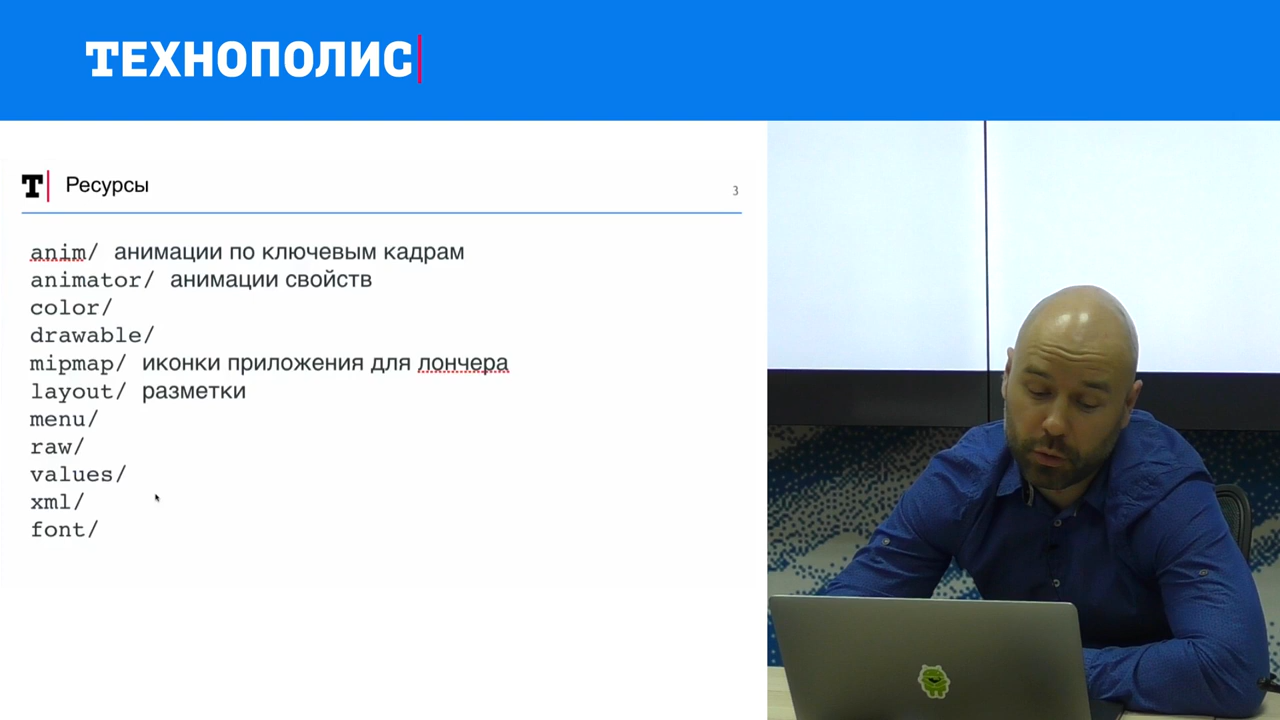 ТЕХНОПОЛИС
Т Ресурсы
3
anim/ анимации по ключевым кадрам
animator/ анимации свойств
color/
drawable/
mipmap/ иконки приложения для лончера
layout/ разметки
menu/
raw/
values/
xml/
font/